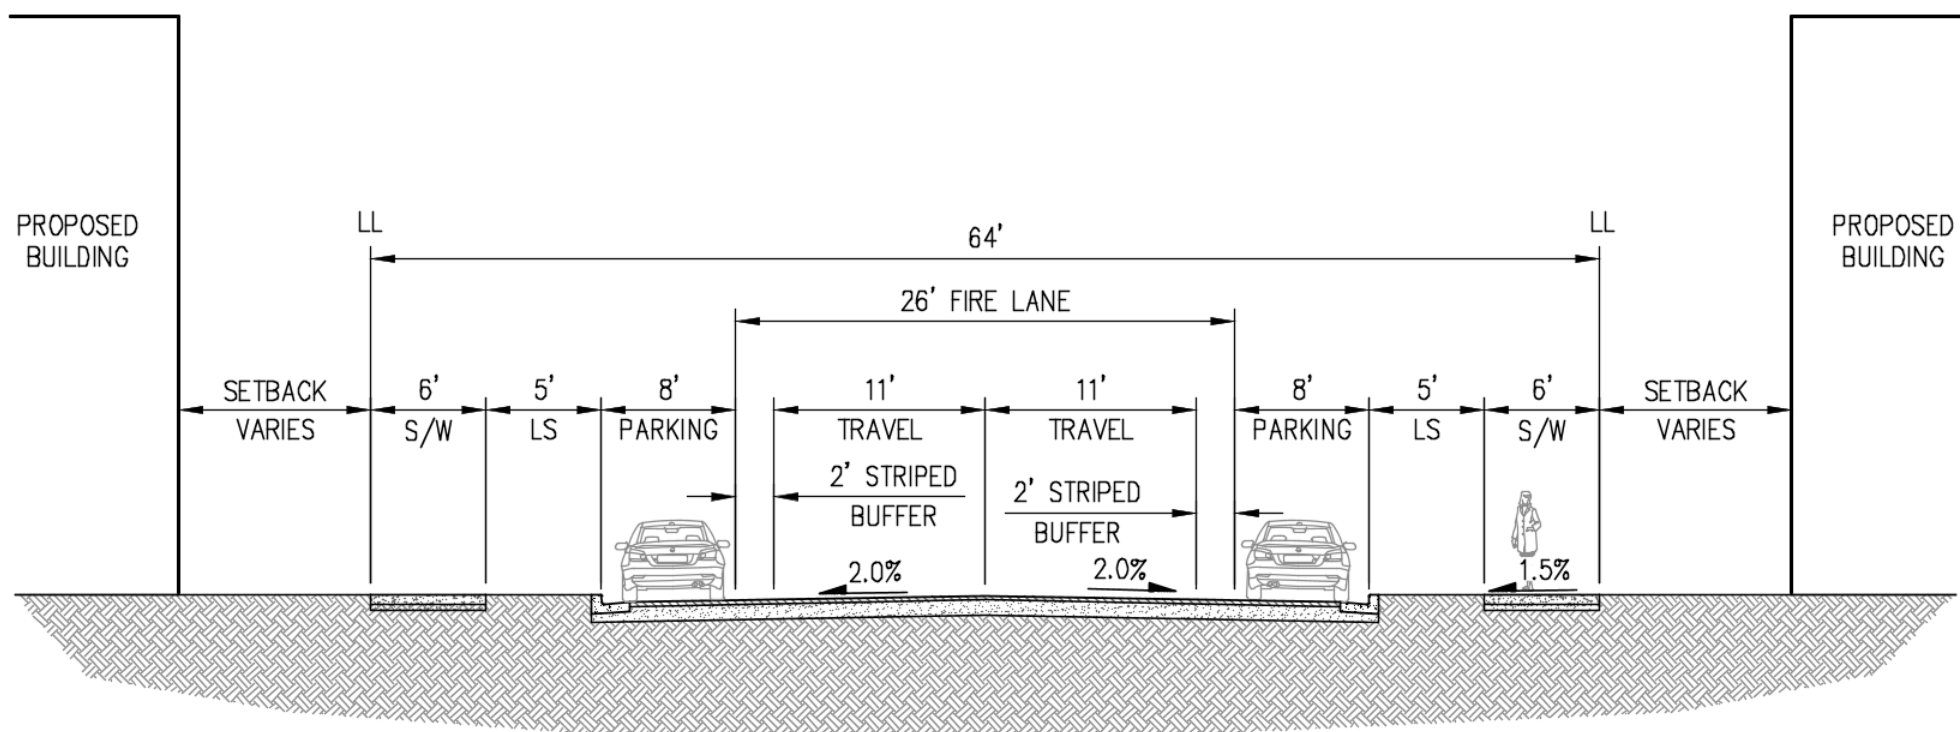 LL
LL
64'
PROPOSED
BUILDING
PROPOSED
BUILDING
26' FIRE LANE
SETBACK
VARIES
6'
S/W
5'
LS
8'
PARKING
11'
TRAVEL
11'
TRAVEL
8'
PARKING
5'
LS
6'
S/W
SETBACK
VARIES
2' STRIPED
BUFFER
2' STRIPED
BUFFER
2.0%
2.0%
1.5%